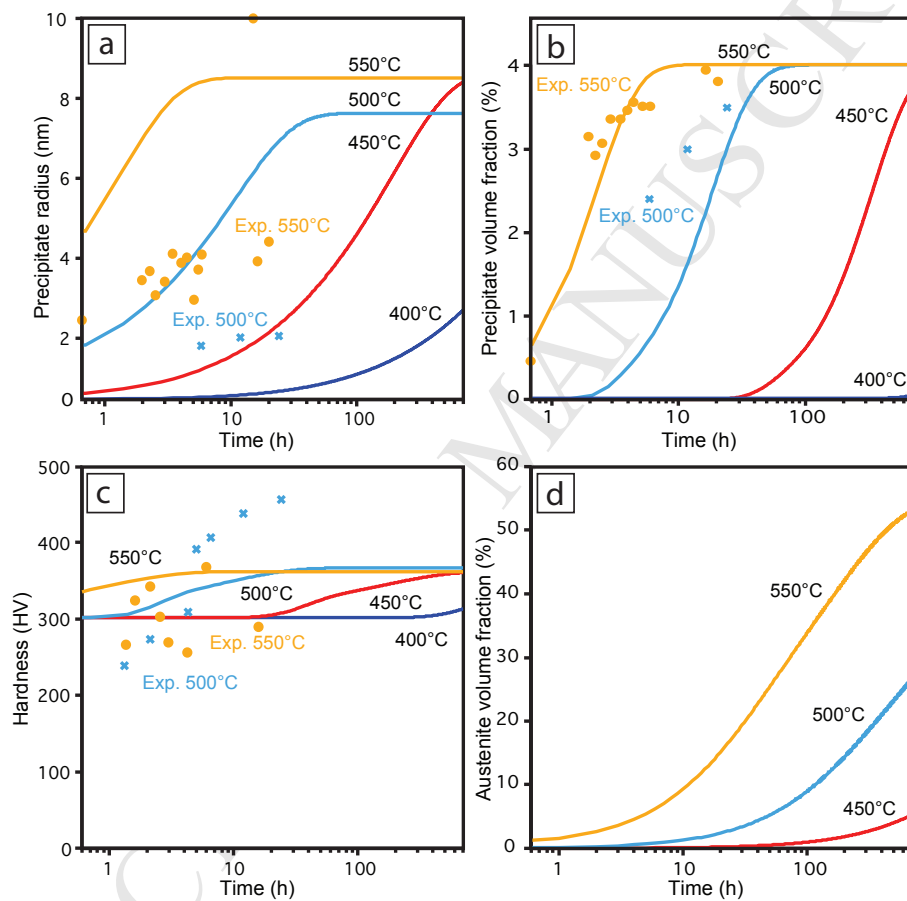 a
10
8
6
4
2
0
Precipitate radius (nm)
550°C
500°C
450°C
Exp. 550°C
Exp. 500°C
400°C
1
10
100
Time (h)
b
4
3
2
1
0
Precipitate volume fraction (%)
550°C
Exp. 550°C
500°C
450°C
Exp. 500°C
400°C
1
10
100
Time (h)
c
500
400
300
200
100
0
Hardness (HV)
550°C
500°C
450°C
400°C
Exp. 550°C
Exp. 500°C
1
10
100
Time (h)
d
60
50
40
30
20
10
0
Austenite volume fraction (%)
550°C
500°C
450°C
1
10
100
Time (h)
MANUSCR